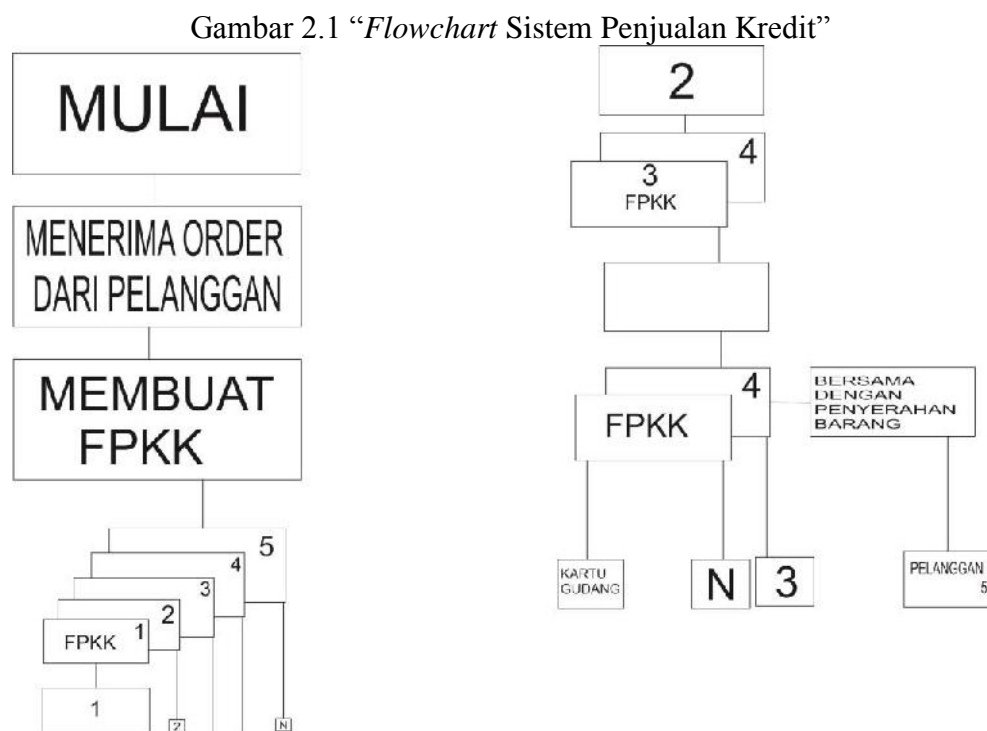 Gambar 2.1 “Flowchart Sistem Penjualan Kredit”
MULAI
MENERIMA ORDER
DARI PELANGGAN
MEMBUAT
FPKK
5
4
3
2
1
FPKK
1
2
N
2
4
3
FPKK
4
FPKK
BERSAMA
DENGAN
PENYERAHAN
BARANG
KARTU
GUDANG
N
3
PELANGGAN
5